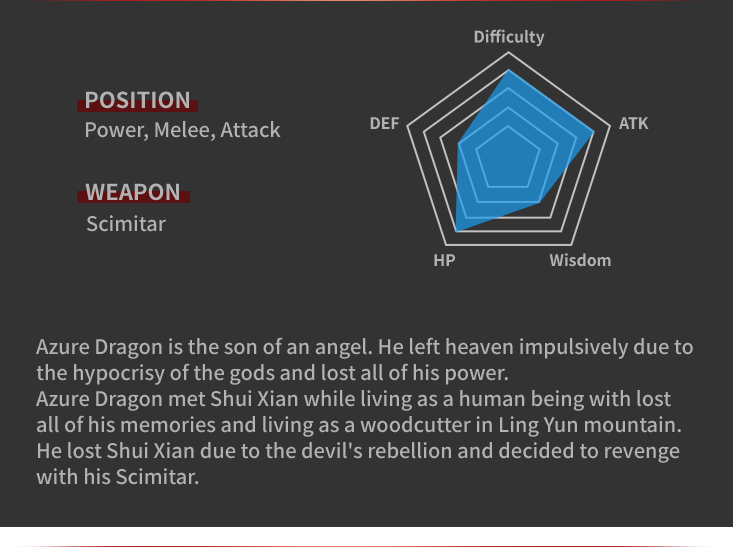 Difficulty
POSITION
DEF
ATK
Power, Melee, Attack
WEAPON
Scimitar
HP
Wisdom
Azure Dragon is the son of an angel. He left heaven impulsively due to
the hypocrisy of the gods and lost all of his power.
Azure Dragon met Shui Xian while living as a human being with lost
all of his memories and living as a woodcutter in Ling Yun mountain.
He lost Shui Xian due to the devil's rebellion and decided to revenge
with his Scimitar.